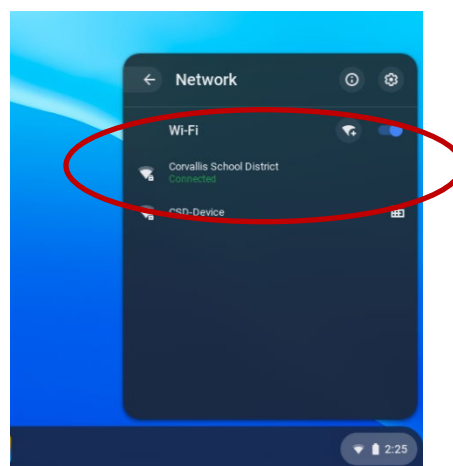 Network
Wi-Fi
Corvallis School District
Connected
CSD-Device
2:25